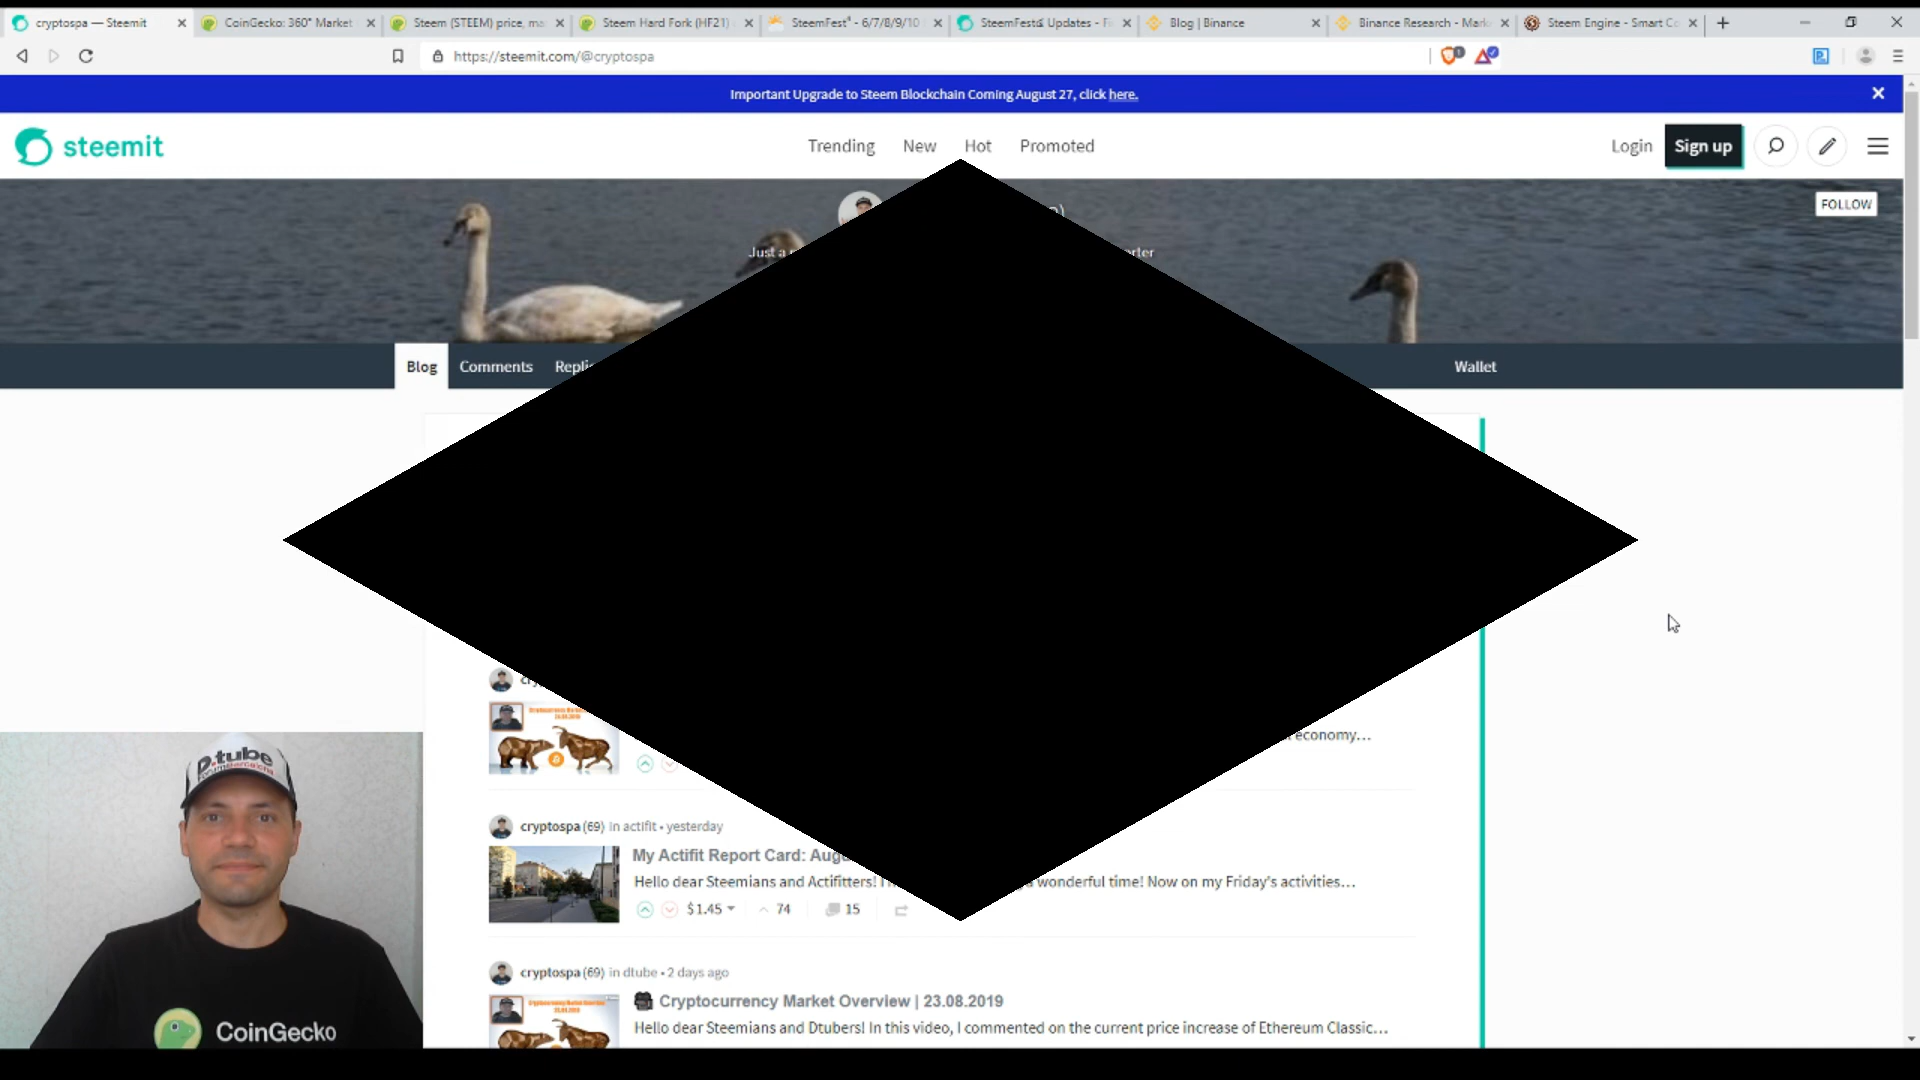 cryptospa — Steemit
CoinGecko: 360° Market
Steem (STEEM) price, ma
Steem Hard Fork (HF21)
SteemFest⁴ - 6/7/8/9/10
SteemFest⁴ Updates - Fi
Blog | Binance
Binance Research - Mark
Steem Engine - Smart Co
https://steemit.com/@cryptospa
Important Upgrade to Steem Blockchain Coming August 27, click here.
steemit
Trending New Hot Promoted
Login Sign up
FOLLOW
Just a
Blog Comments Wallet
economy...
cryptospa (69) in actifit • yesterday
My Actifit Report Card:
Hello dear Steemians and Actifitters! a wonderful time! Now on my Friday's activities...
$1.45 74 15
cryptospa (69) in dtube • 2 days ago
Cryptocurrency Market Overview | 23.08.2019
Hello dear Steemians and Dtubers! In this video, I commented on the current price increase of Ethereum Classic...
D.tube
CoinGecko